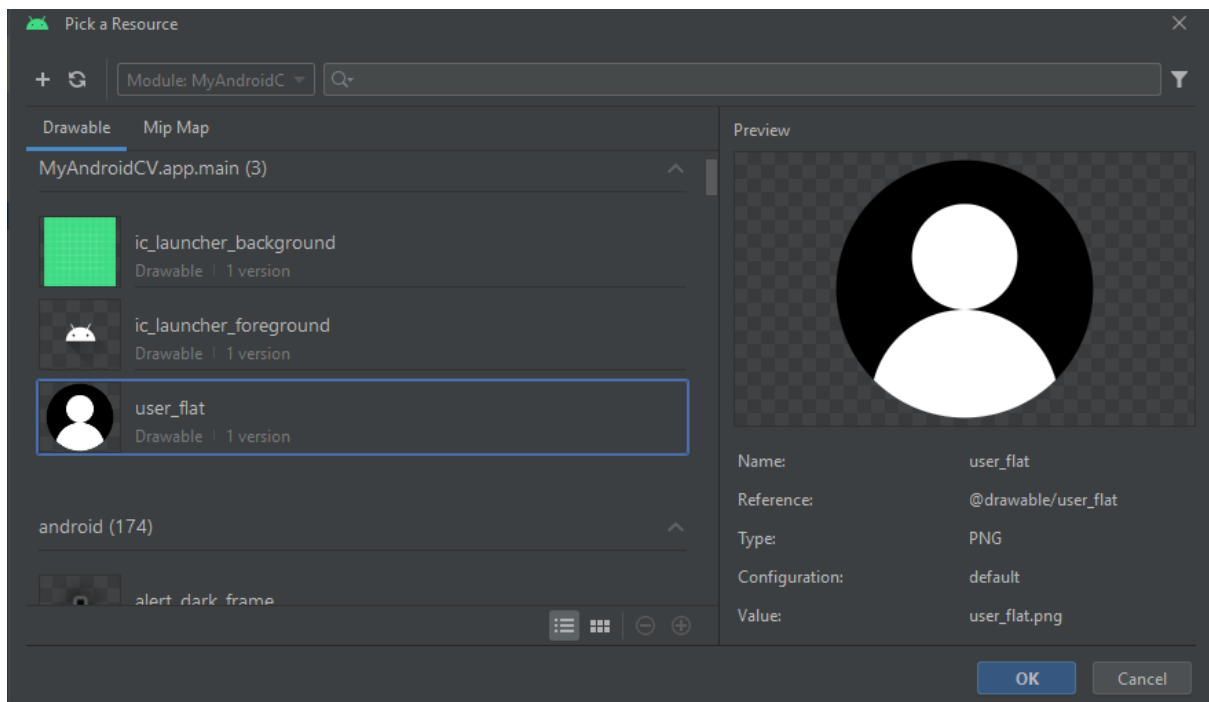 Pick a Resource
Module: MyAndroidC
Drawable Mip Map
MyAndroidCV.app.main (3)
ic_launcher_background
Drawable | 1 version
ic_launcher_foreground
Drawable | 1 version
user_flat
Drawable | 1 version
android (174)
alert_dark_frame
Preview
Name: user_flat
Reference: @drawable/user_flat
Type: PNG
Configuration: default
Value: user_flat.png
OK Cancel